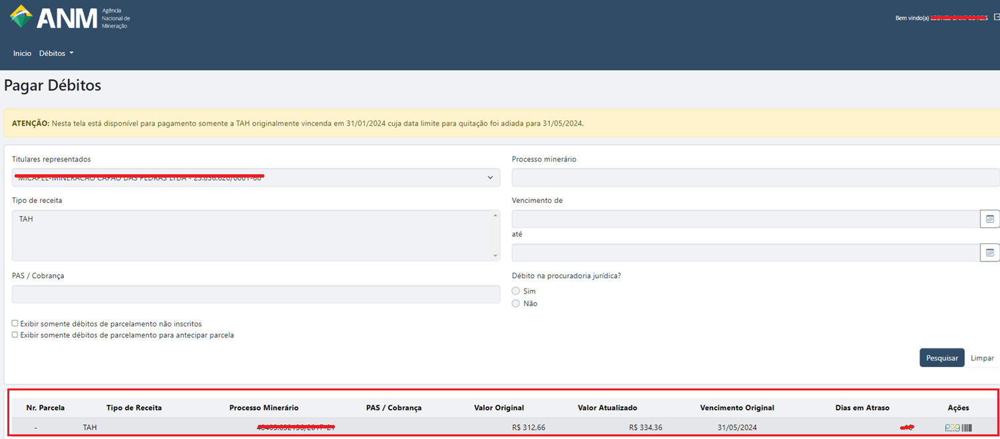 ANM
Agência
Nacional de
Mineração
Bem vindo(a)
Inicio Débitos
Pagar Débitos
ATENÇÃO: Nesta tela está disponível para pagamento somente a TAH originalmente vincenda em 31/01/2024 cuja data limite para quitação foi adiada para 31/05/2024.
Titulares representados
Processo minerário
Tipo de receita
TAH
Vencimento de
até
PAS / Cobrança
Débito na procuradoria jurídica?
Sim
Não
Exibir somente débitos de parcelamento não inscritos
Exibir somente débitos de parcelamento para antecipar parcela
Pesquisar Limpar
Nr. Parcela Tipo de Receita Processo Minerário PAS / Cobrança Valor Original Valor Atualizado Vencimento Original Dias em Atraso Ações
- TAH R$ 312,66 R$ 334,36 31/05/2024